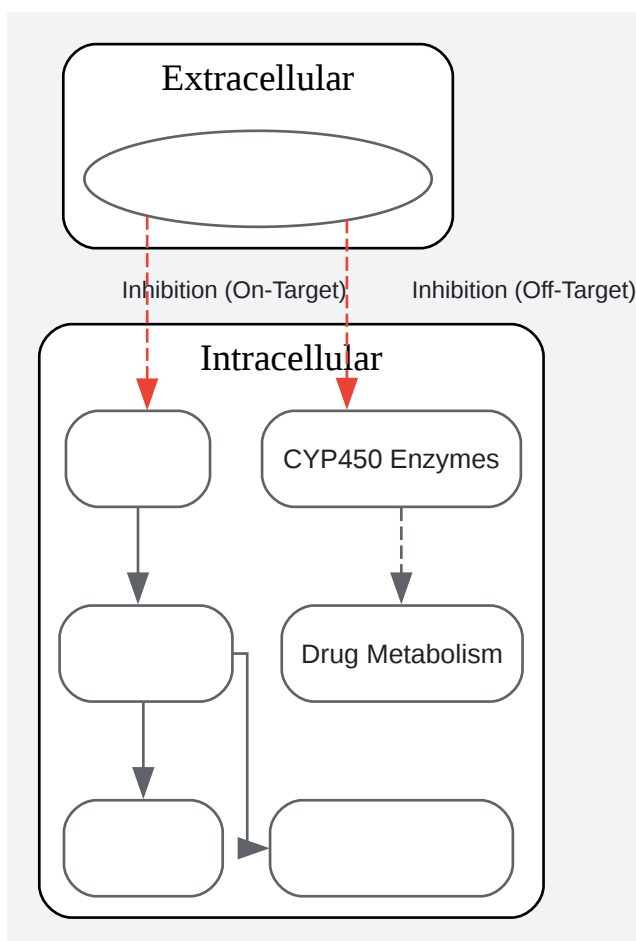 Extracellular
Inhibition (On-Target)
Inhibition (Off-Target)
Intracellular
CYP450 Enzymes
Drug Metabolism